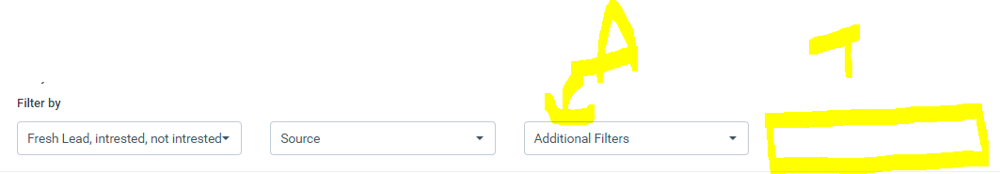 A T
Filter by
Fresh Lead, intrested, not intrested Source Additional Filters